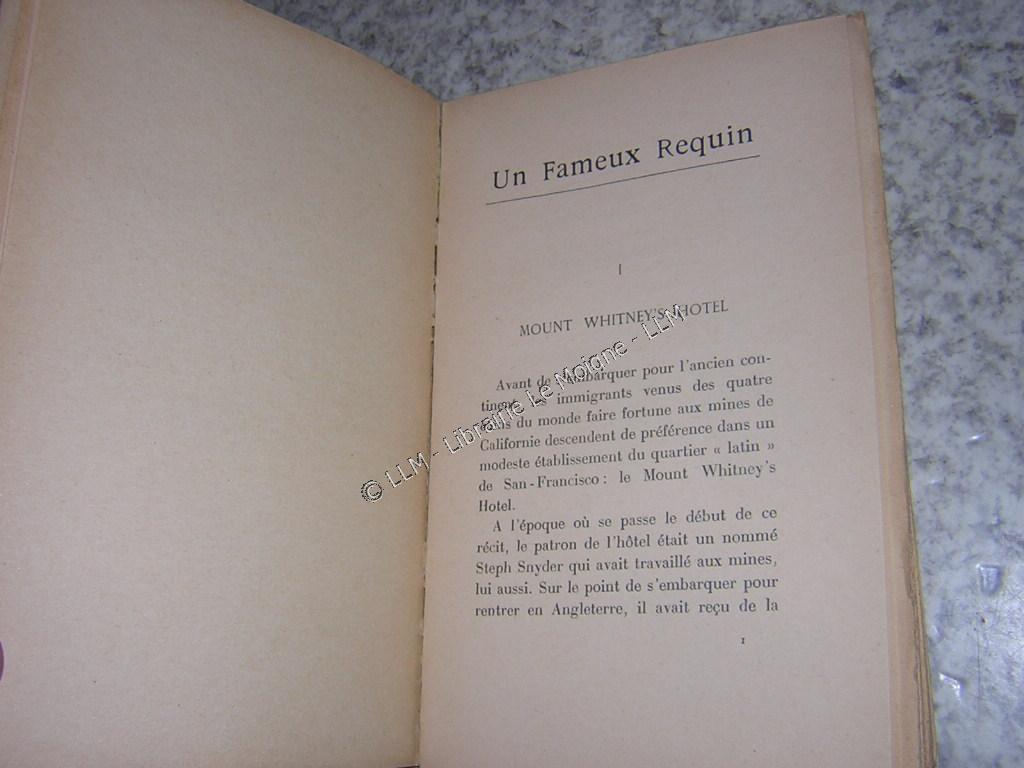 Un Fameux Requin
I
MOUNT WHITNEY'S HOTEL
Avant de s'embarquer pour l'ancien con-
tinent, immigrants venus des quatre
coins du monde faire fortune aux mines de
Californie descendent de préférence dans un
modeste établissement du quartier « latin »
de San-Francisco : le Mount Whitney's
Hotel.
A l'époque où se passe le début de ce
récit, le patron de l'hôtel était un nommé
Steph Snyder qui avait travaillé aux mines,
lui aussi. Sur le point de s'embarquer pour
rentrer en Angleterre, il avait reçu de la
1
© LLM - Librairie Le Moigne - LLM